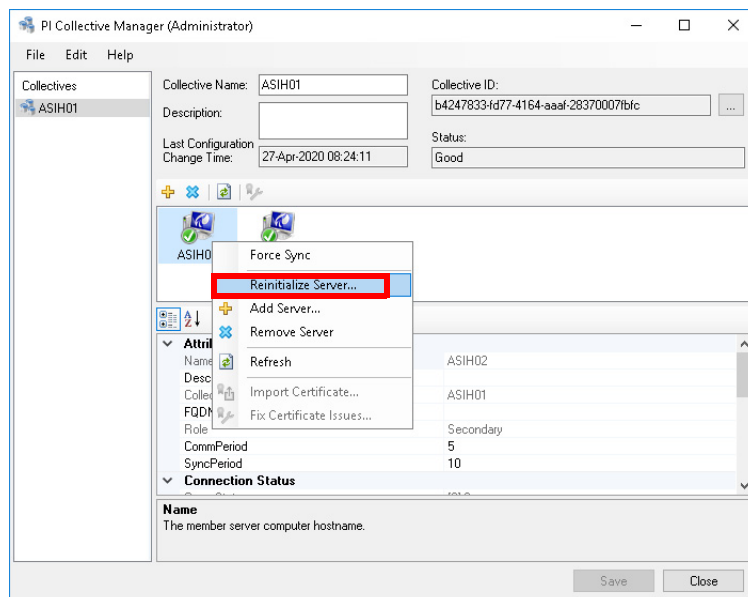 PI Collective Manager (Administrator)
File Edit Help
Collectives
ASIH01
Collective Name: ASIH01
Collective ID:
b4247833-fd77-4164-aaaf-28370007fbfc ...
Description:
Last Configuration
Change Time: 27-Apr-2020 08:24:11
Status:
Good
ASIH0
Force Sync
Reinitialize Server...
Add Server...
Remove Server
Refresh
Import Certificate...
Fix Certificate Issues...
Attri
Name ASIH02
Desc
Collec ASIH01
FQDN
Role Secondary
CommPeriod 5
SyncPeriod 10
Connection Status
Name
The member server computer hostname.
Save Close